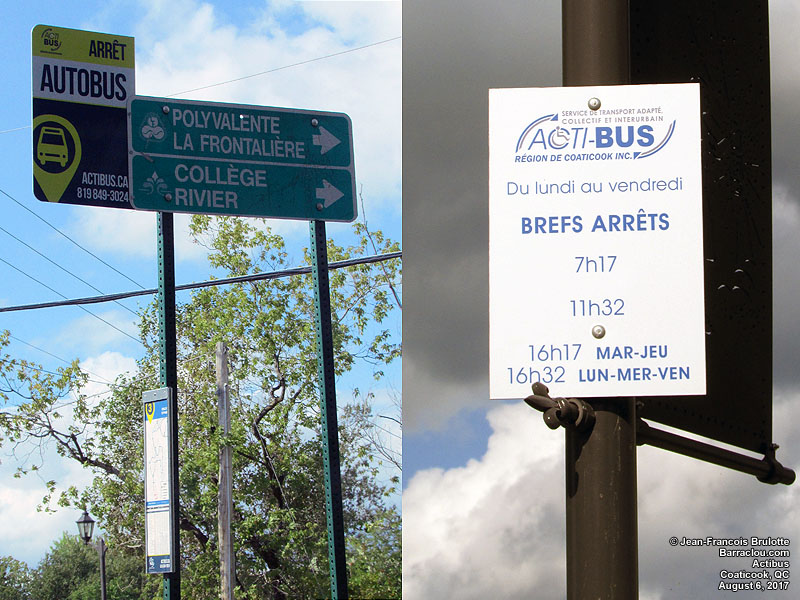 ACTI
BUS
ARRÊT
AUTOBUS
ACTIBUS.CA
819 849-3024
POLYVALENTE
LA FRONTALIÈRE
COLLÈGE
RIVIER
SERVICE DE TRANSPORT ADAPTÉ,
COLLECTIF ET INTERURBAIN
ACTI-BUS
RÉGION DE COATICOOK INC.
Du lundi au vendredi
BREFS ARRÊTS
7h17
11h32
16h17 MAR-JEU
16h32 LUN-MER-VEN
© Jean-Francois Brulotte
Barraclou.com
Actibus
Coaticook, QC
August 6, 2017